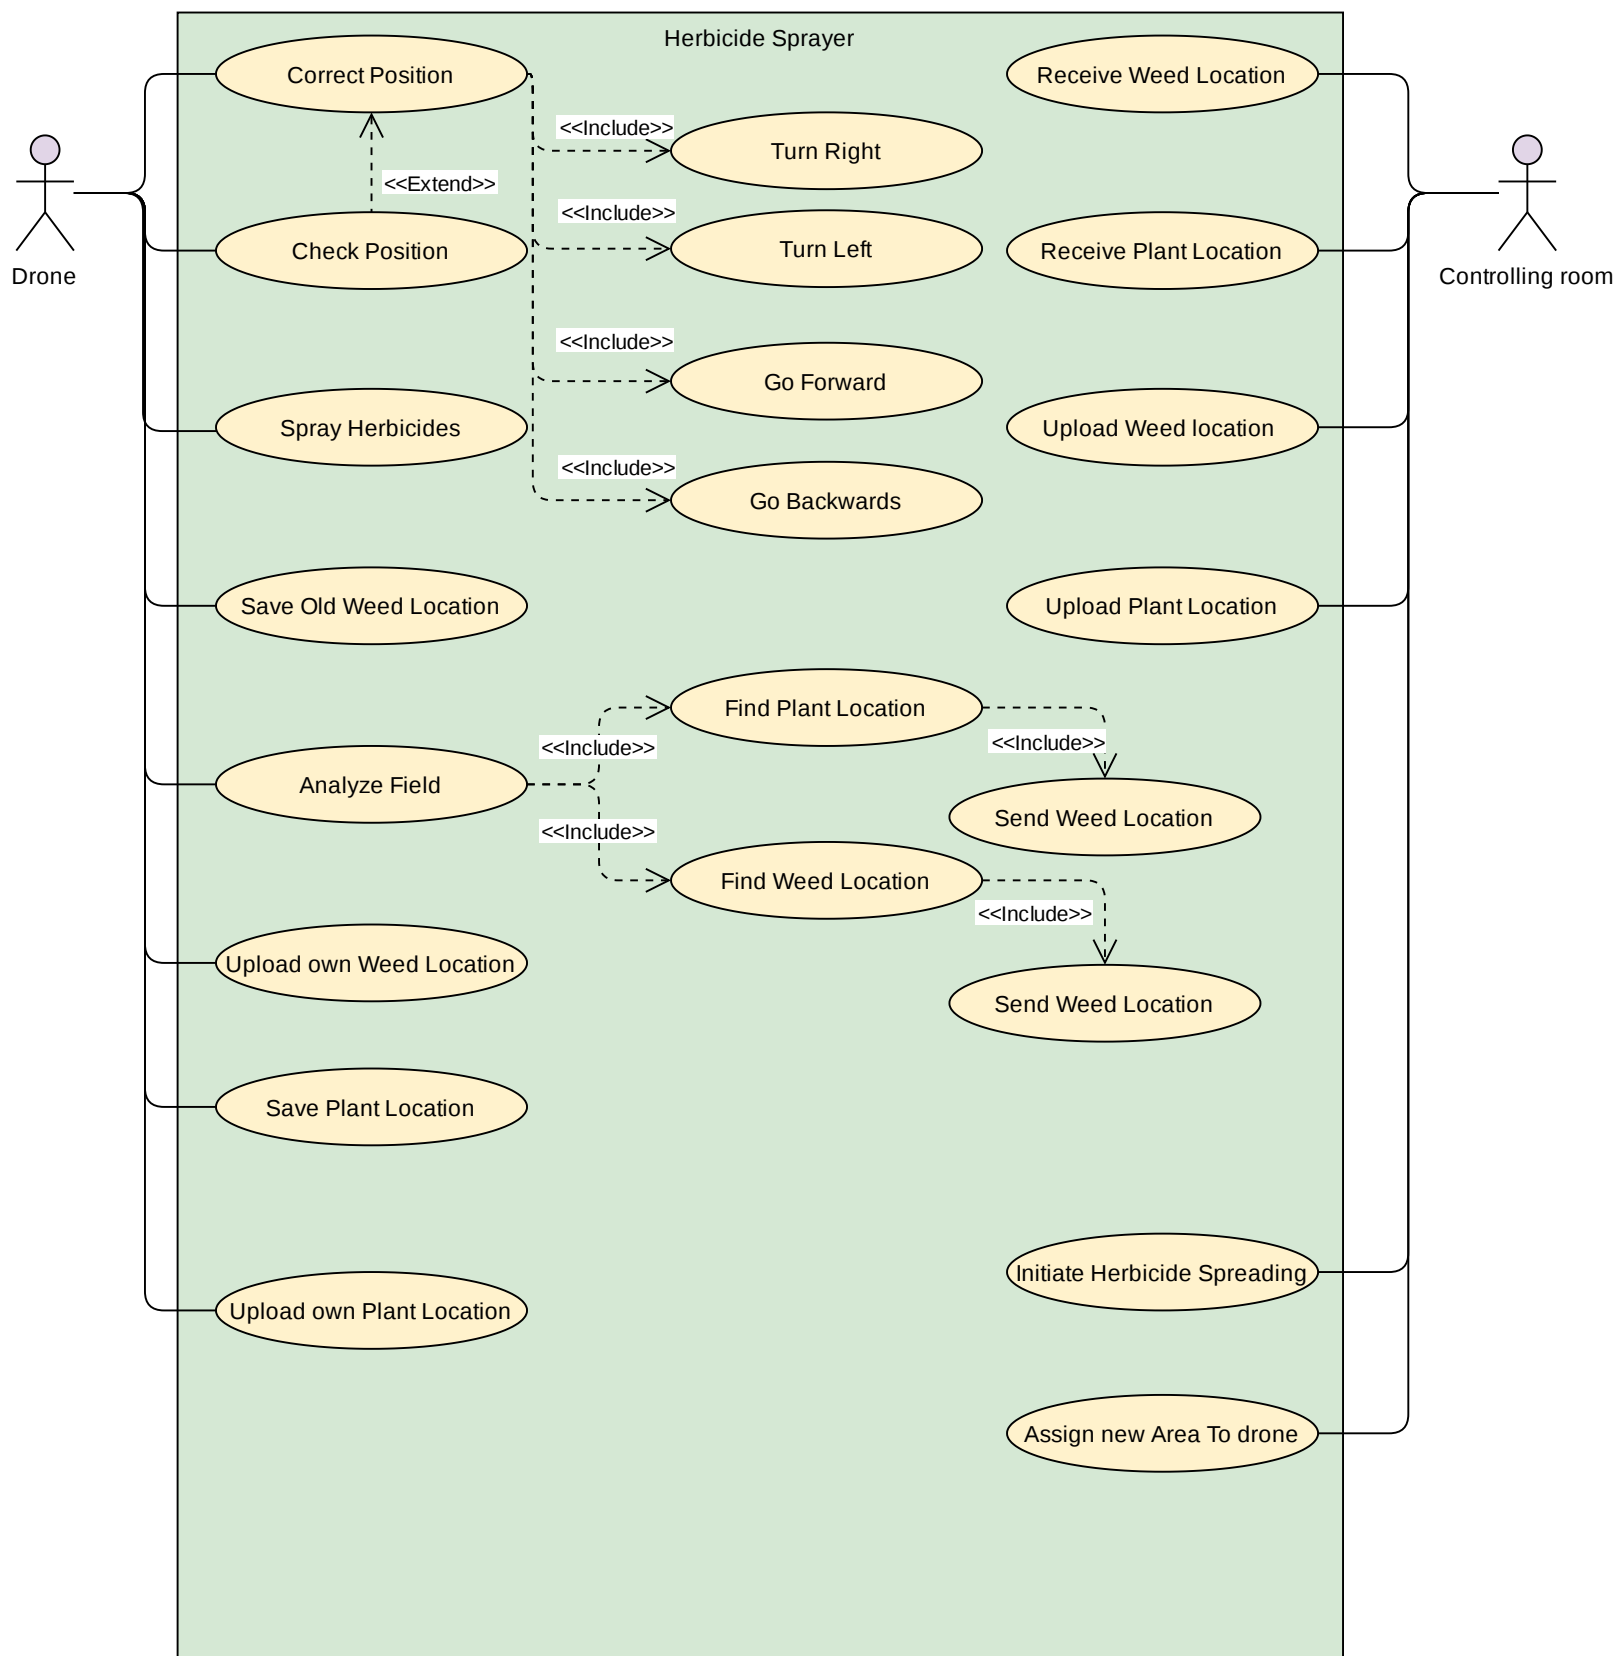 Herbicide Sprayer
Correct Position
Receive Weed Location
<<Include>>
Turn Right
<<Extend>>
<<Include>>
Check Position
Turn Left
Receive Plant Location
Drone
Controlling room
<<Include>>
Go Forward
Spray Herbicides
Upload Weed location
<<Include>>
Go Backwards
Save Old Weed Location
Upload Plant Location
Find Plant Location
<<Include>>
<<Include>>
Analyze Field
Send Weed Location
<<Include>>
Find Weed Location
<<Include>>
Upload own Weed Location
Send Weed Location
Save Plant Location
Initiate Herbicide Spreading
Upload own Plant Location
Assign new Area To drone